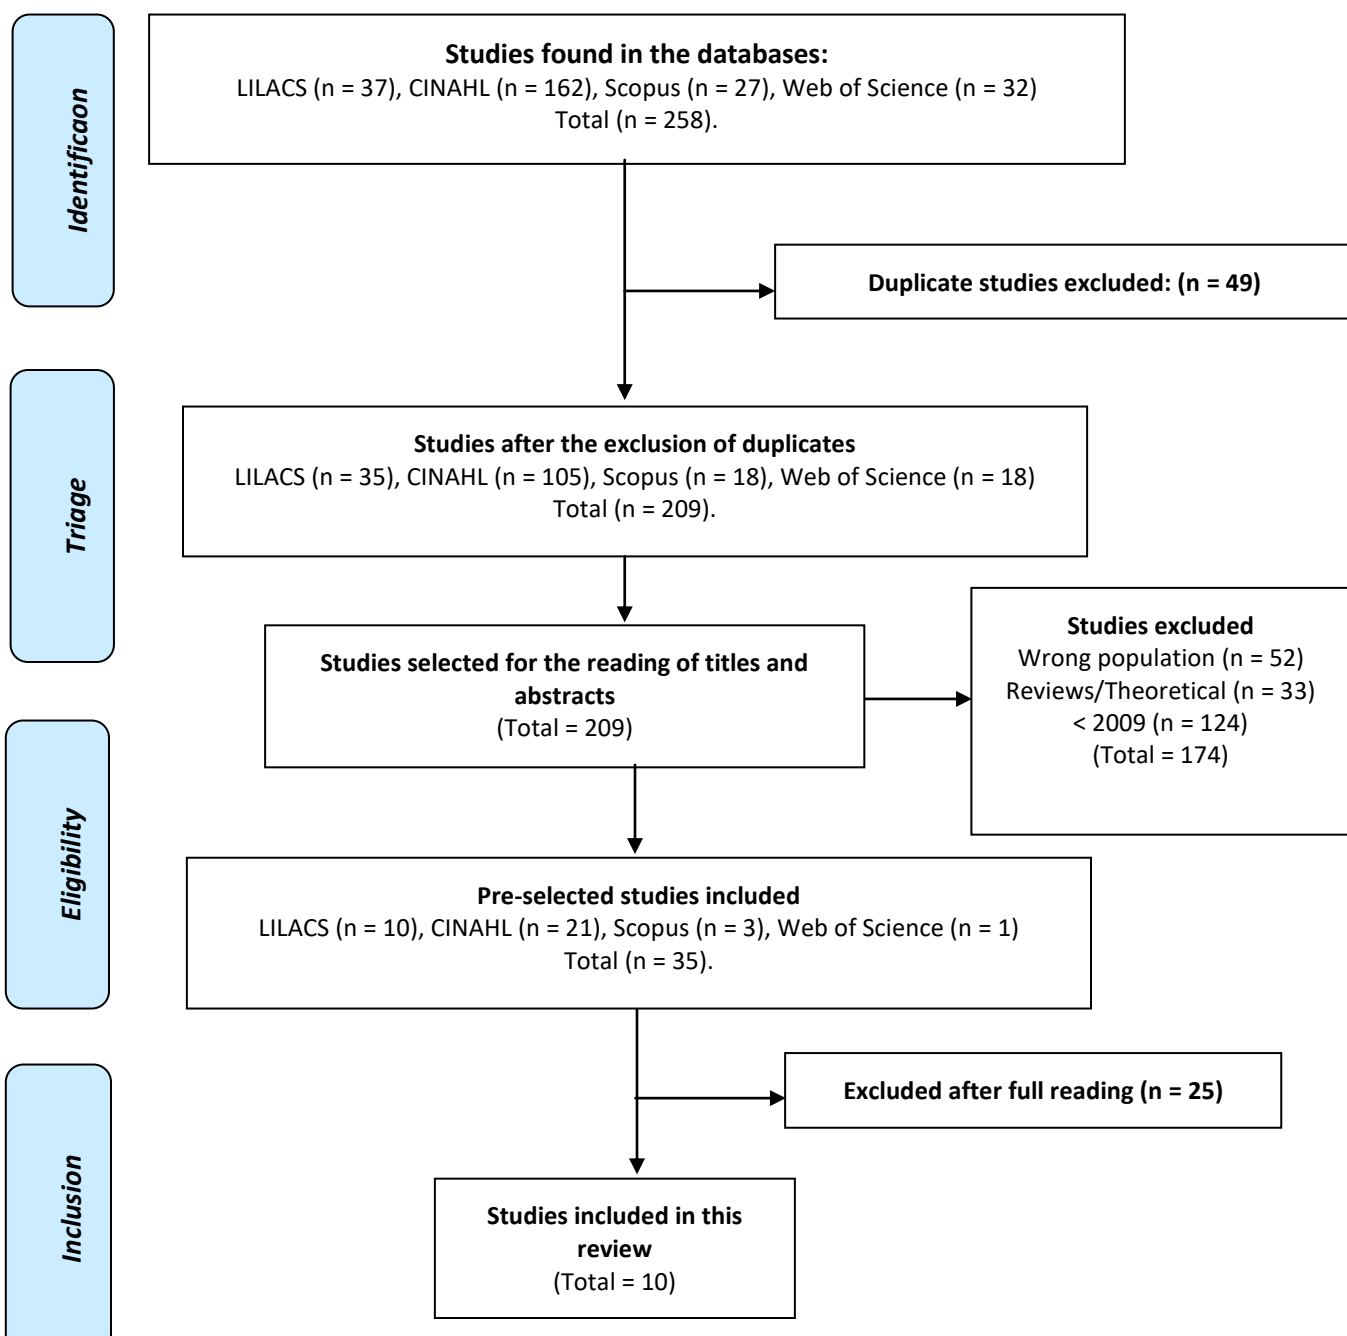 Identificaon
Studies found in the databases:
LILACS (n = 37), CINAHL (n = 162), Scopus (n = 27), Web of Science (n = 32)
Total (n = 258).
Duplicate studies excluded: (n = 49)
Triage
Studies after the exclusion of duplicates
LILACS (n = 35), CINAHL (n = 105), Scopus (n = 18), Web of Science (n = 18)
Total (n = 209).
Studies selected for the reading of titles and
abstracts
(Total = 209)
Studies excluded
Wrong population (n = 52)
Reviews/Theoretical (n = 33)
< 2009 (n = 124)
(Total = 174)
Eligibility
Pre-selected studies included
LILACS (n = 10), CINAHL (n = 21), Scopus (n = 3), Web of Science (n = 1)
Total (n = 35).
Excluded after full reading (n = 25)
Inclusion
Studies included in this
review
(Total = 10)